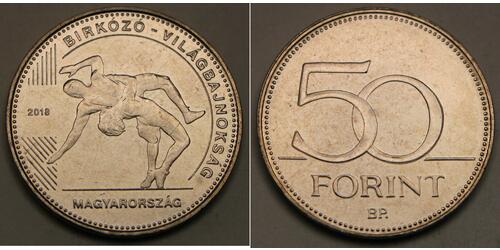 BIRKÓZÓ - VILÁGBAJNOKSÁG
2018
MAGYARORSZÁG
50
FORINT
BP.